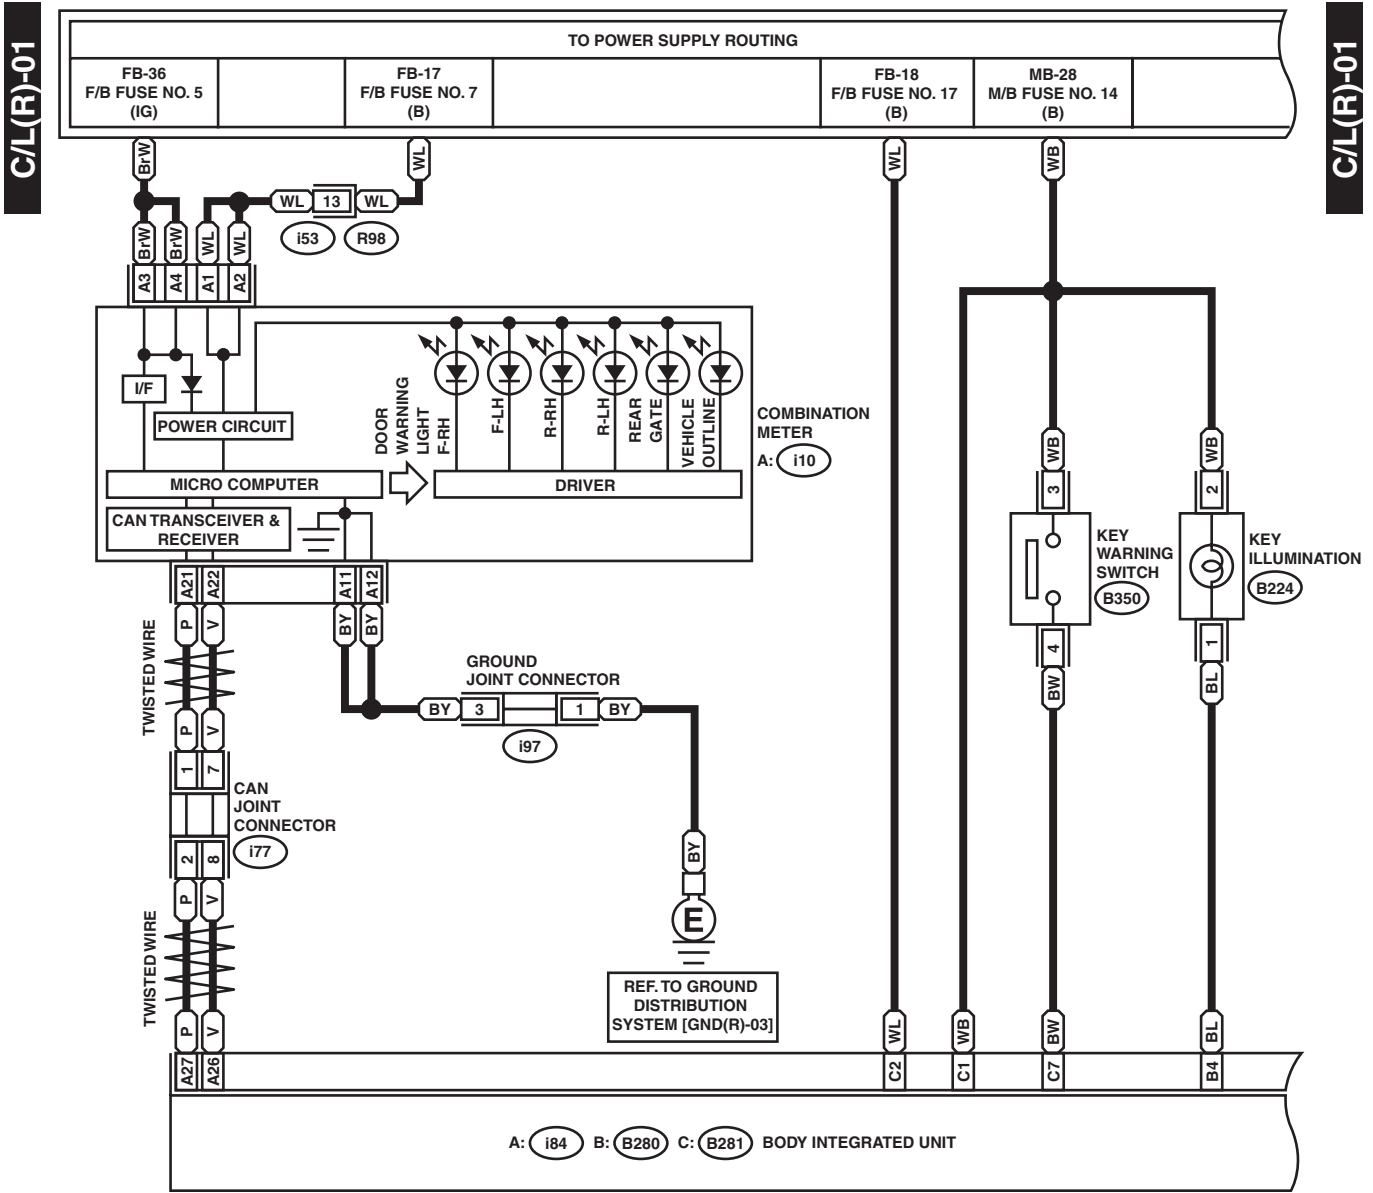 C/L(R)-01
C/L(R)-01
TO POWER SUPPLY ROUTING
FB-36
F/B FUSE NO. 5
(IG)
FB-17
F/B FUSE NO. 7
(B)
FB-18
F/B FUSE NO. 17
(B)
MB-28
M/B FUSE NO. 14
(B)
BrW
WL
WL
WB
WL
13
WL
i53
R98
BrW
BrW
WL
WL
A3
A4
A1
A2
I/F
POWER CIRCUIT
DOOR
WARNING
LIGHT
F-RH
F-LH
R-RH
R-LH
REAR
GATE
VEHICLE
OUTLINE
COMBINATION
METER
A: i10
MICRO COMPUTER
DRIVER
CAN TRANSCEIVER &
RECEIVER
WB
WB
3
2
KEY
WARNING
SWITCH
B350
KEY
ILLUMINATION
B224
4
1
BW
BL
A21
A22
A11
A12
P
V
BY
BY
TWISTED WIRE
P
V
GROUND
JOINT CONNECTOR
BY
3
1
BY
i97
1
7
CAN
JOINT
CONNECTOR
i77
2
8
P
V
BY
E
TWISTED WIRE
REF. TO GROUND
DISTRIBUTION
SYSTEM [GND(R)-03]
P
V
WL
WB
BW
BL
A27
A26
C2
C1
C7
B4
A: i84 B: B280 C: B281 BODY INTEGRATED UNIT